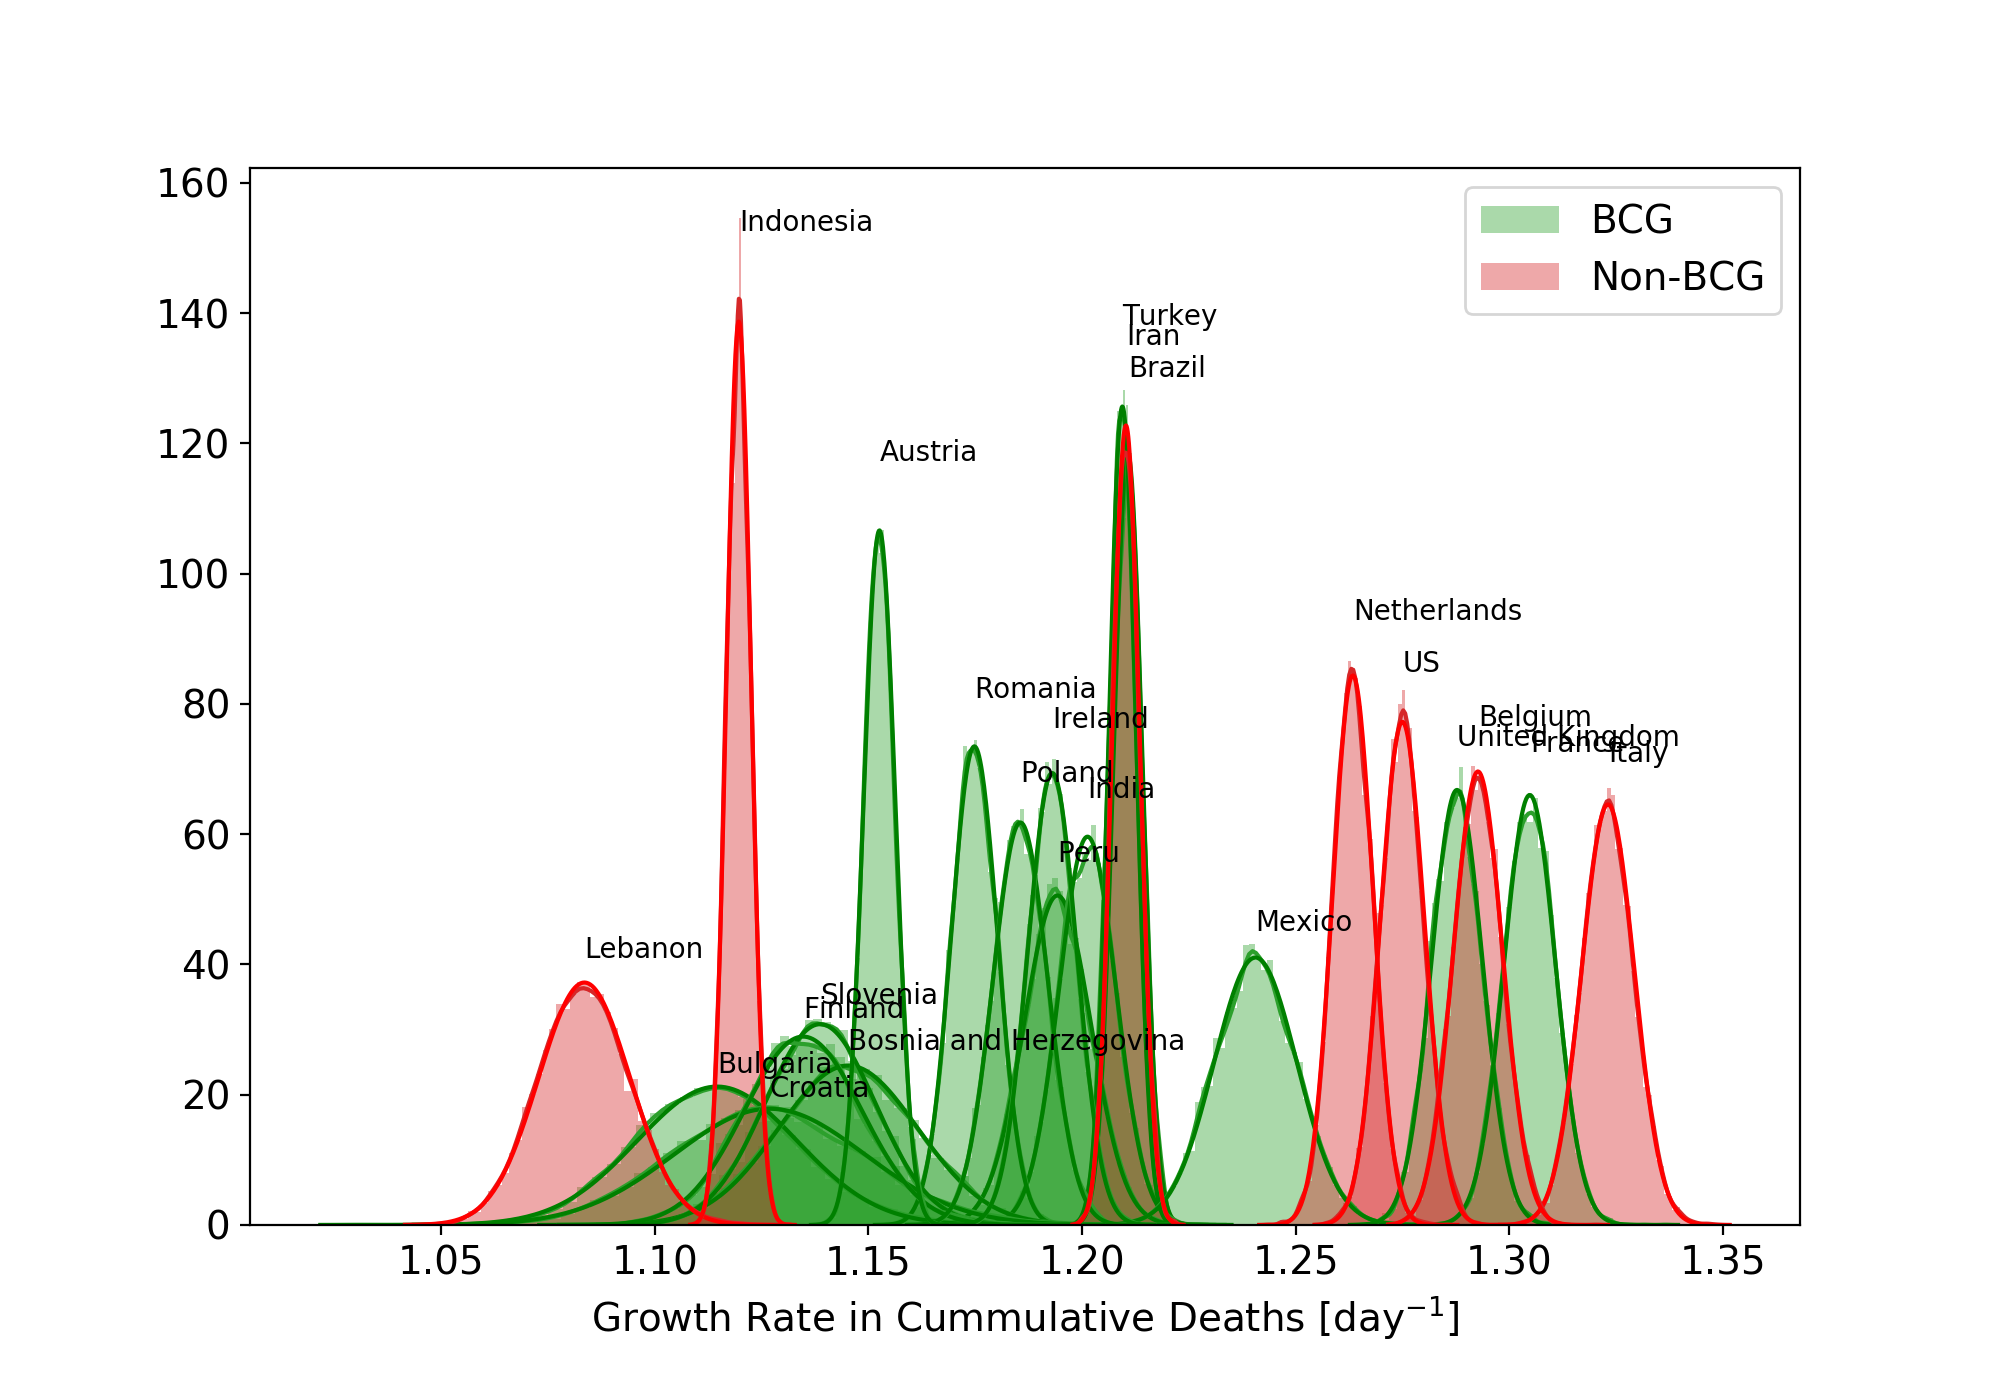 160
140
120
100
80
60
40
20
0
BCG
Non-BCG
Indonesia
Turkey
Iran
Brazil
Austria
Netherlands
US
Romania
Ireland
Belgium
United Kingdom
France
Italy
Poland
India
Peru
Mexico
Lebanon
Slovenia
Finland
Bosnia and Herzegovina
Bulgaria
Croatia
1.05 1.10 1.15 1.20 1.25 1.30 1.35
Growth Rate in Cummulative Deaths [day⁻¹]